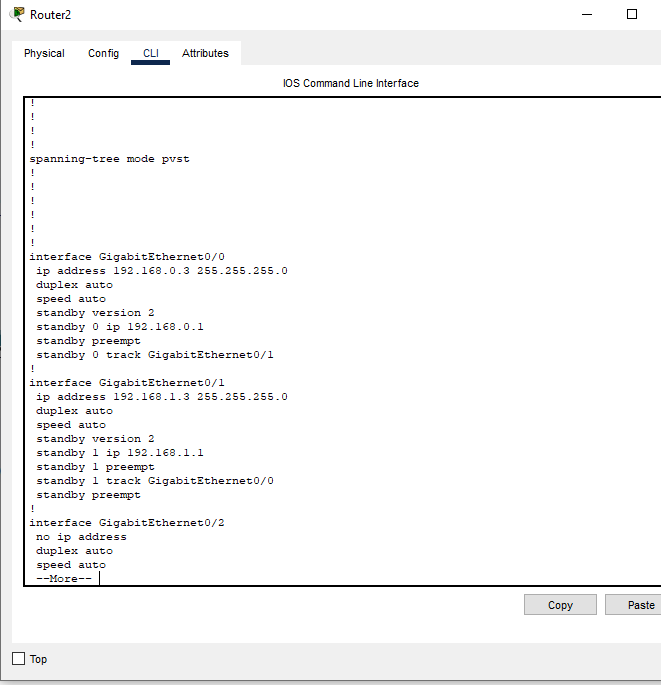 Router2
Physical Config CLI Attributes
IOS Command Line Interface
!
!
!
!
spanning-tree mode pvst
!
!
!
!
!
!
interface GigabitEthernet0/0
 ip address 192.168.0.3 255.255.255.0
 duplex auto
 speed auto
 standby version 2
 standby 0 ip 192.168.0.1
 standby preempt
 standby 0 track GigabitEthernet0/1
!
interface GigabitEthernet0/1
 ip address 192.168.1.3 255.255.255.0
 duplex auto
 speed auto
 standby version 2
 standby 1 ip 192.168.1.1
 standby 1 preempt
 standby 1 track GigabitEthernet0/0
 standby preempt
!
interface GigabitEthernet0/2
 no ip address
 duplex auto
 speed auto
 --More--
Copy Paste
Top